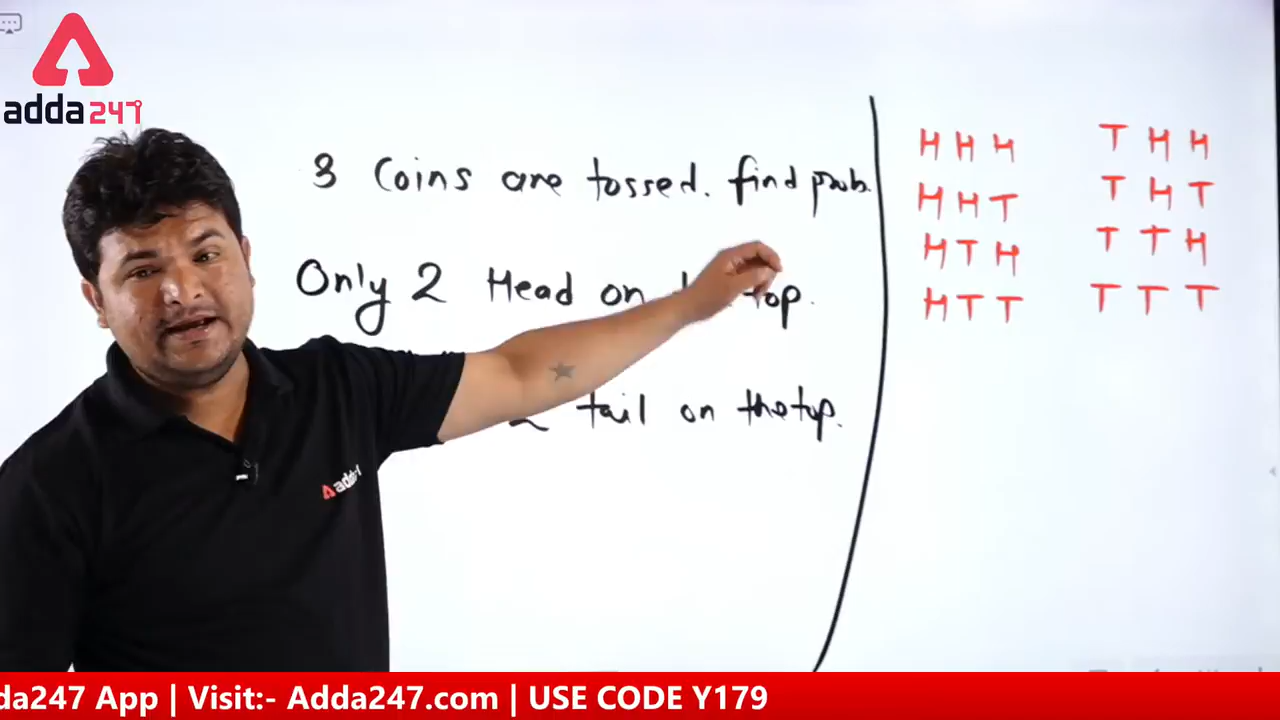 adda247
3 Coins are tossed. find prob.
Only 2 Head on top.
2 tail on the top.
H H H
H H T
H T H
H T T
T H H
T H T
T T H
T T T
da247 App | Visit:- Adda247.com | USE CODE Y179